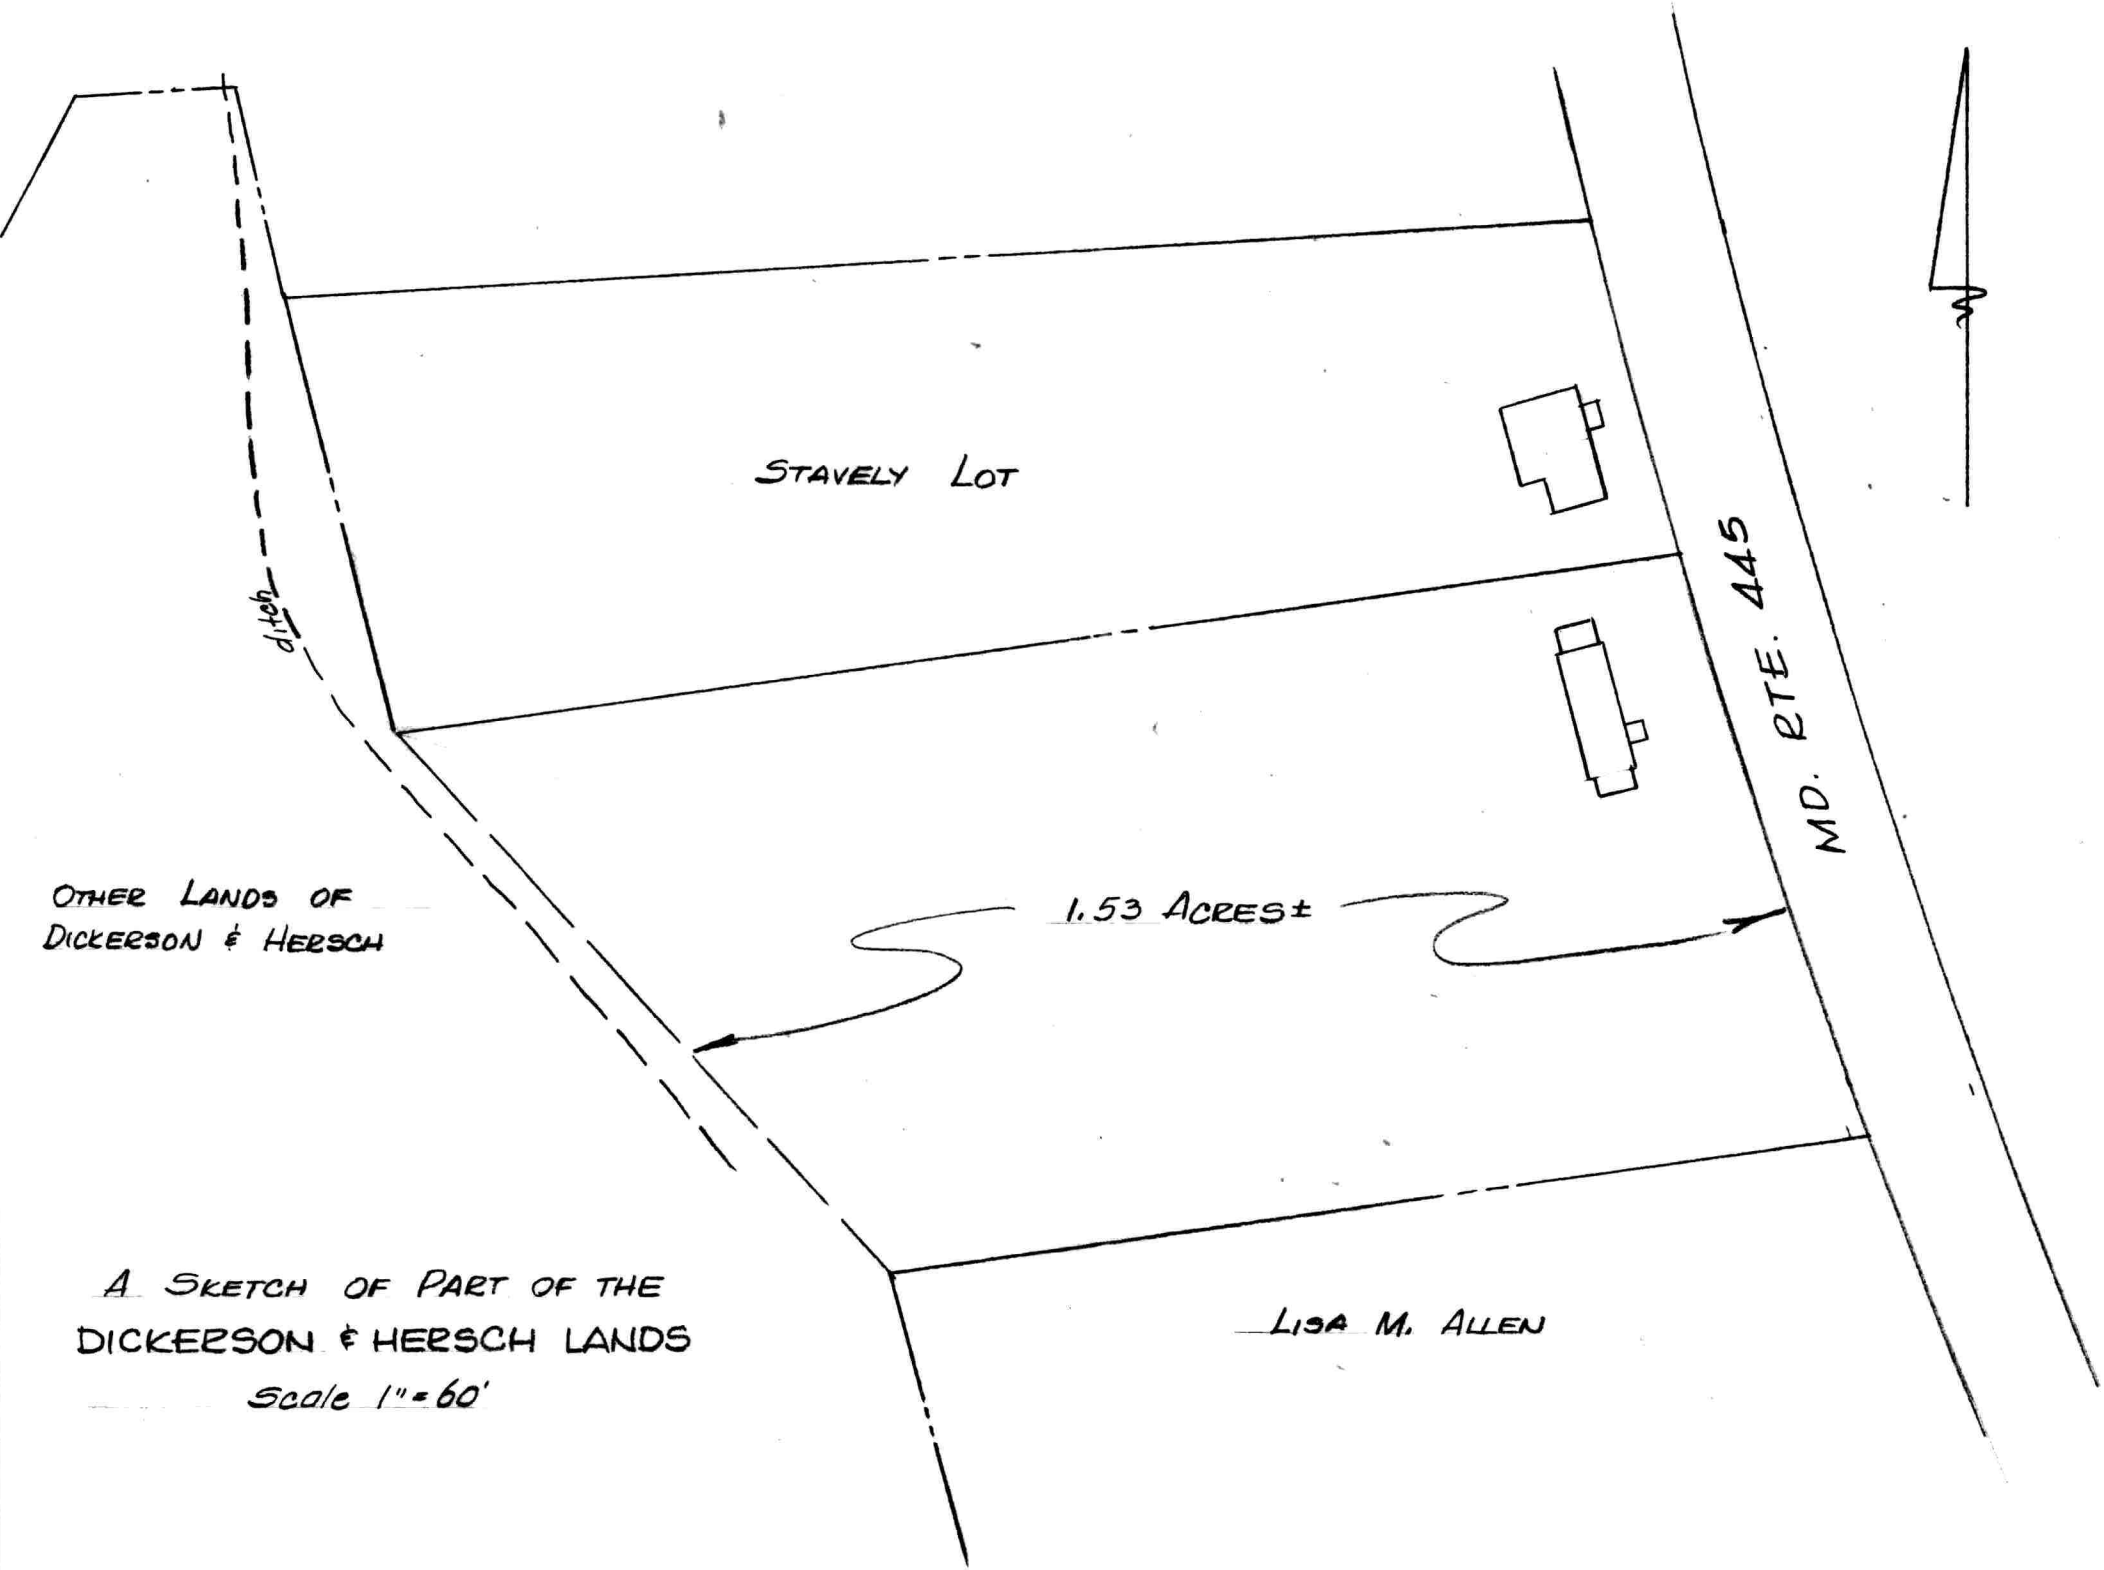 STAVELY LOT
MD. RTE. 445
ditch
OTHER LANDS OF
DICKERSON & HERSCH
1.53 ACRES±
A SKETCH OF PART OF THE
DICKERSON & HERSCH LANDS
Scale 1"=60'
LISA M. ALLEN